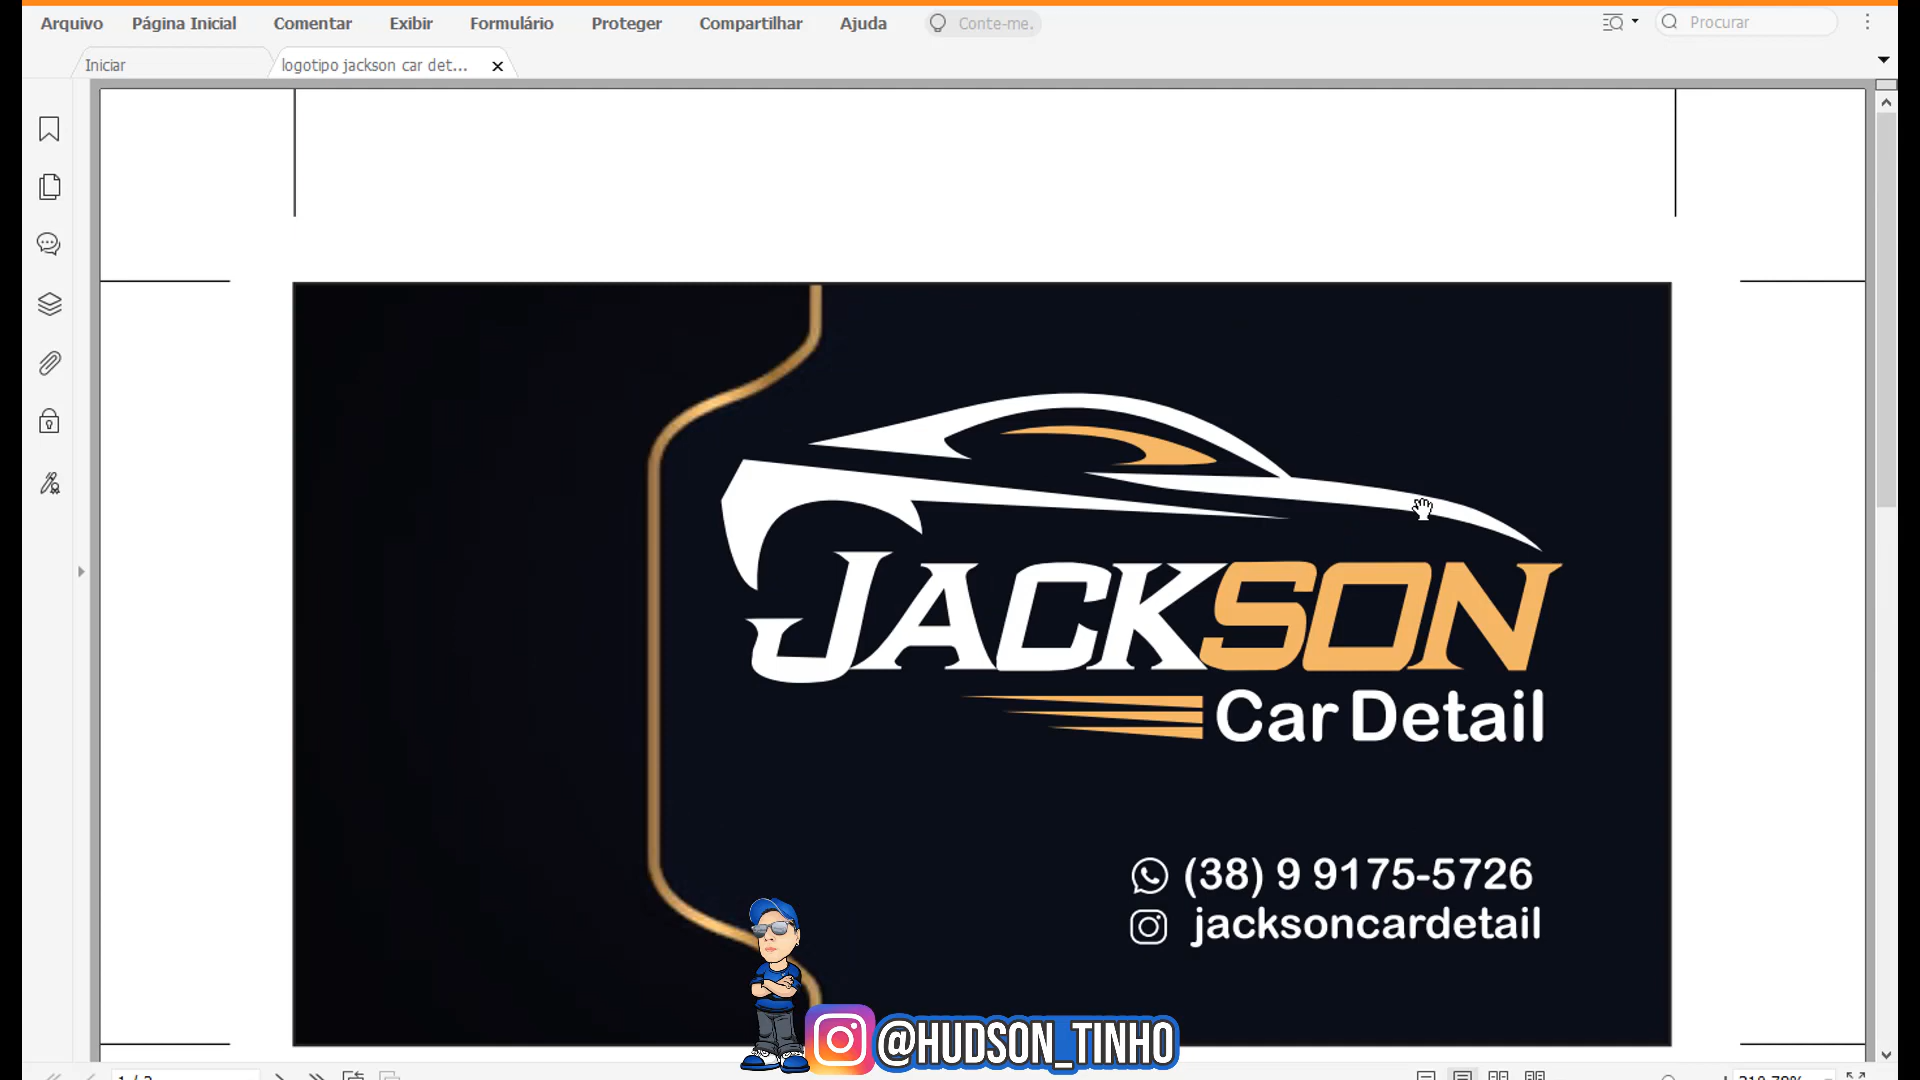 Arquivo Página Inicial Comentar Exibir Formulário Proteger Compartilhar Ajuda Conte-me. Procurar
Iniciar logotipo jackson car det...
JACKSON
Car Detail
(38) 9 9175-5726
jacksoncardetail
@HUDSON_TINHO